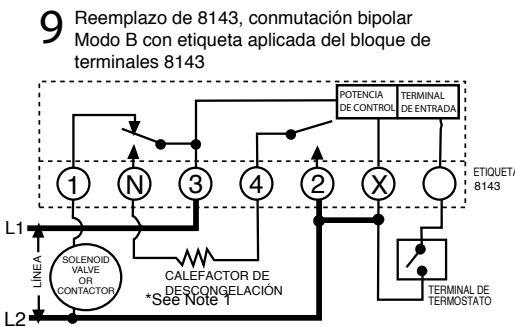 9 Reemplazo de 8143, conmutación bipolar
Modo B con etiqueta aplicada del bloque de
terminales 8143
POTENCIA
DE CONTROL
TERMINAL
DE ENTRADA
1 N 3 4 2 X
ETIQUETA
8143
L1
LÍNEA
SOLENOID
VALVE
OR
CONTACTOR
CALEFACTOR DE
DESCONGELACIÓN
*See Note 1
TERMINAL DE
TERMOSTATO
L2